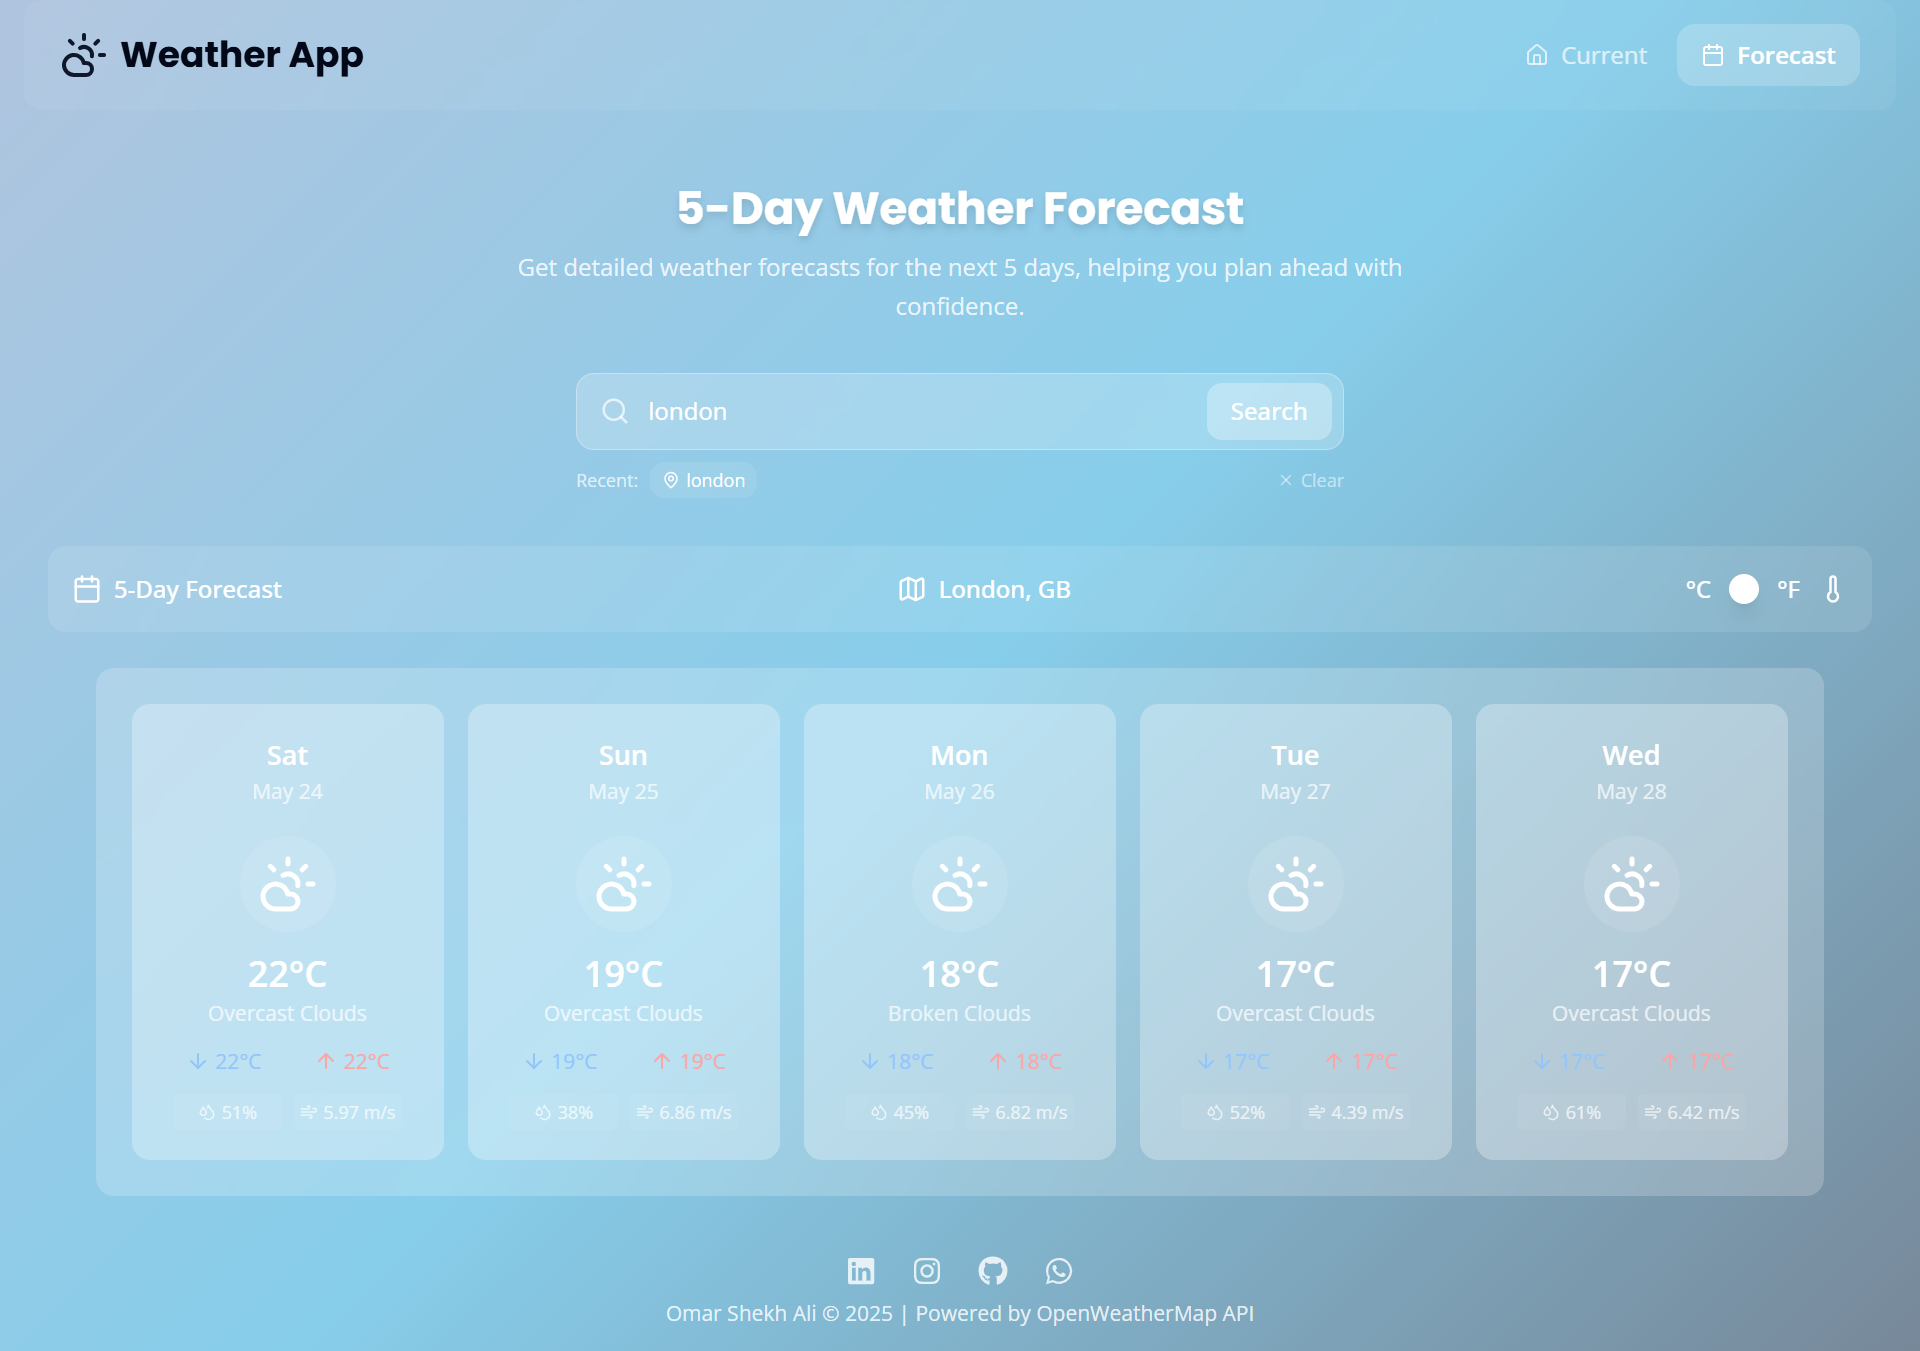 Weather App
Current
Forecast
5-Day Weather Forecast
Get detailed weather forecasts for the next 5 days, helping you plan ahead with
confidence.
london
Search
Recent:
london
Clear
5-Day Forecast
London, GB
°C
°F
Sat
May 24
22°C
Overcast Clouds
22°C
22°C
51%
5.97 m/s
Sun
May 25
19°C
Overcast Clouds
19°C
19°C
38%
6.86 m/s
Mon
May 26
18°C
Broken Clouds
18°C
18°C
45%
6.82 m/s
Tue
May 27
17°C
Overcast Clouds
17°C
17°C
52%
4.39 m/s
Wed
May 28
17°C
Overcast Clouds
17°C
17°C
61%
6.42 m/s
Omar Shekh Ali © 2025 | Powered by OpenWeatherMap API